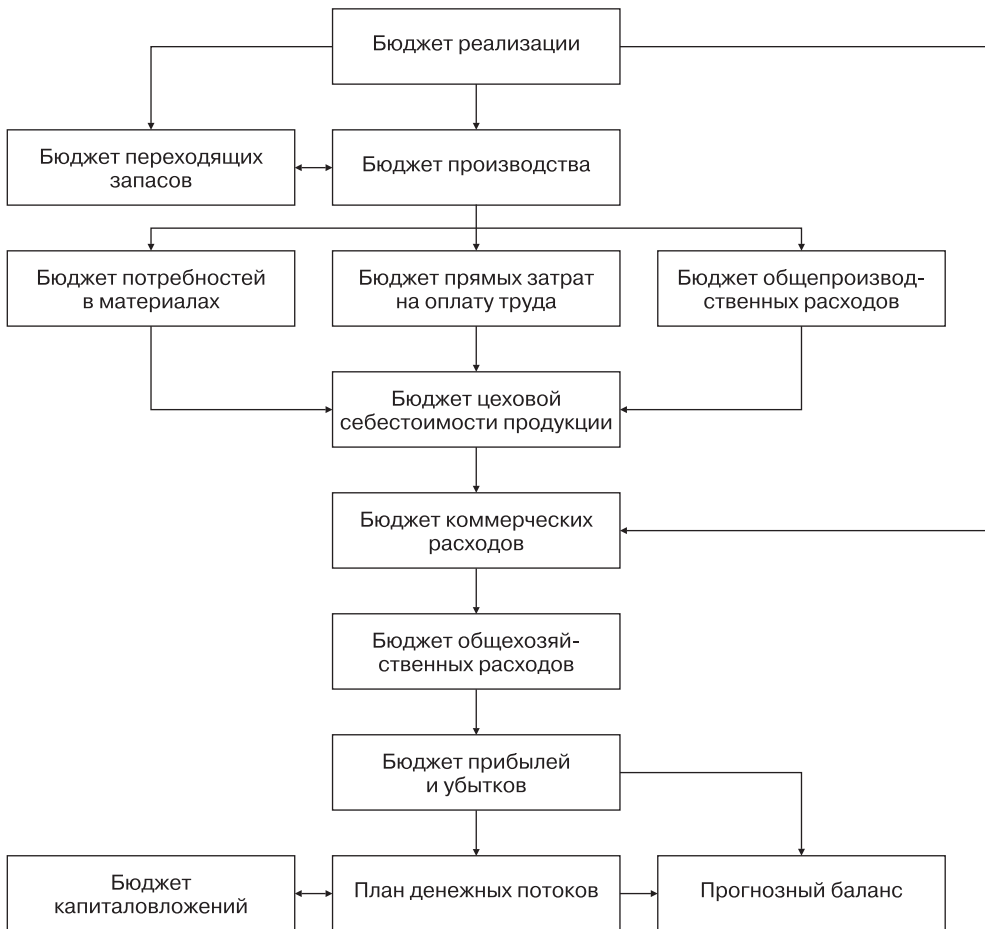 Бюджет реализации
Бюджет переходящих
запасов
Бюджет производства
Бюджет потребностей
в материалах
Бюджет прямых затрат
на оплату труда
Бюджет общепроизвод-
ственных расходов
Бюджет цеховой
себестоимости продукции
Бюджет коммерческих
расходов
Бюджет общехозяй-
ственных расходов
Бюджет прибылей
и убытков
Бюджет
капиталовложений
План денежных потоков
Прогнозный баланс